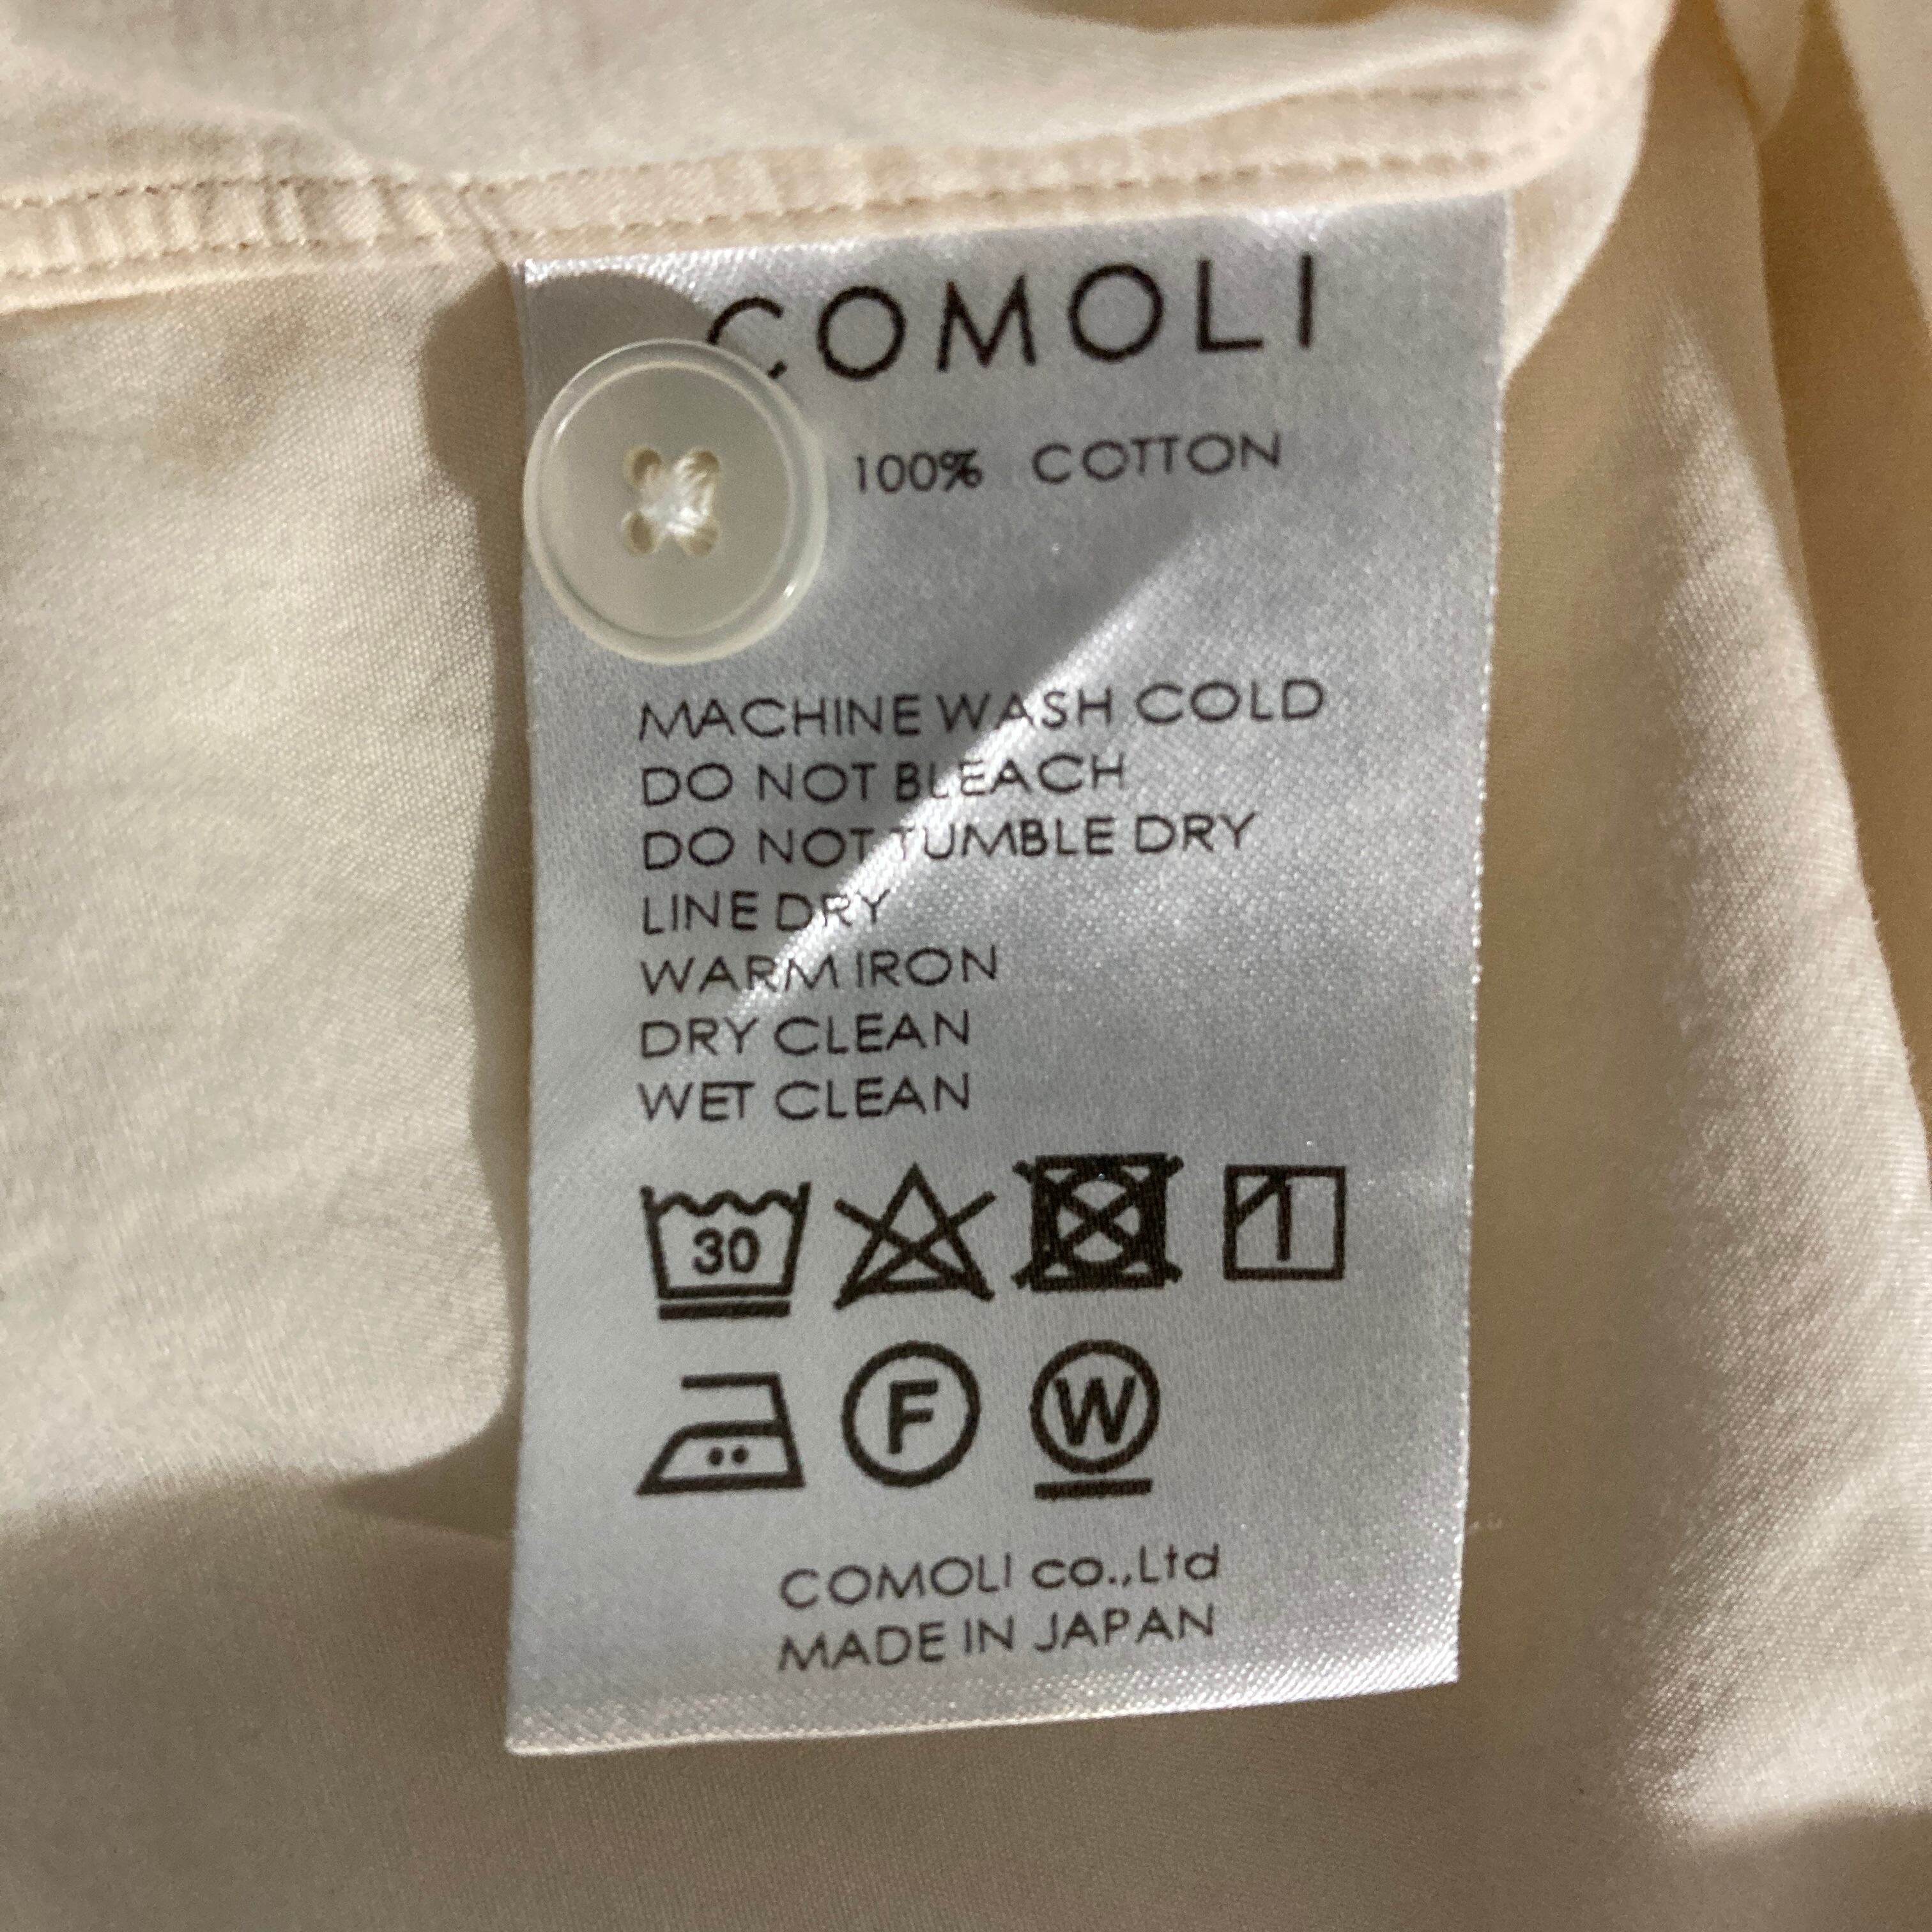 COMOLI
100% COTTON
MACHINE WASH COLD
DO NOT BLEACH
DO NOT TUMBLE DRY
LINE DRY
WARM IRON
DRY CLEAN
WET CLEAN
30
F W
COMOLI co.,Ltd
MADE IN JAPAN